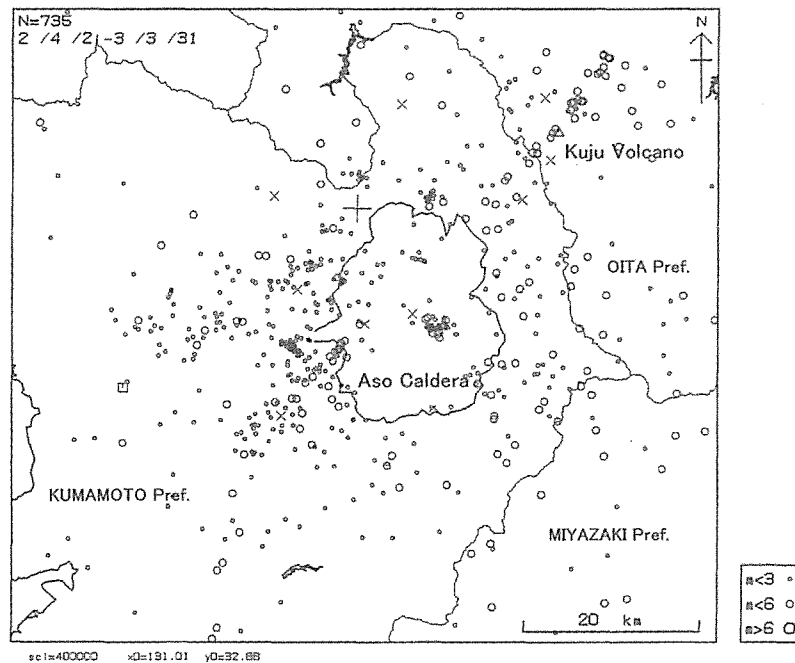 N=735
2 /4 /2 -3 /3 /31
N
Kuju Volcano
OITA Pref.
Aso Caldera
KUMAMOTO Pref.
MIYAZAKI Pref.
20 km
m<3
m<6
m>6
scl=400000 x0=131.01 y0=32.88